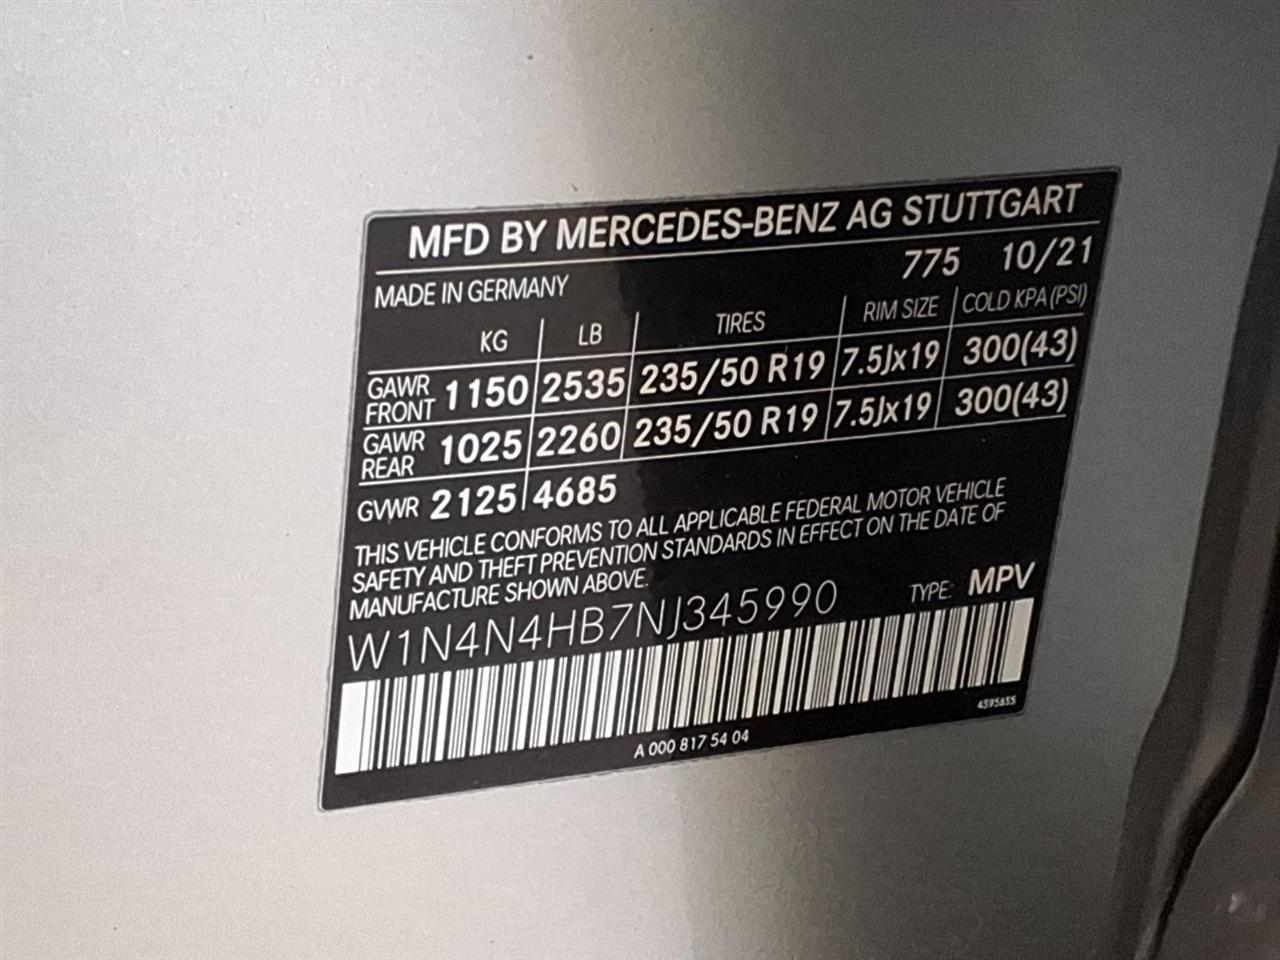 MFD BY MERCEDES-BENZ AG STUTTGART
775 10/21
MADE IN GERMANY
KG LB TIRES RIM SIZE COLD KPA (PSI)
GAWR FRONT 1150 2535 235/50 R19 7.5Jx19 300(43)
GAWR REAR 1025 2260 235/50 R19 7.5Jx19 300(43)
GVWR 2125 4685
THIS VEHICLE CONFORMS TO ALL APPLICABLE FEDERAL MOTOR VEHICLE
SAFETY AND THEFT PREVENTION STANDARDS IN EFFECT ON THE DATE OF
MANUFACTURE SHOWN ABOVE.
W1N4N4HB7NJ345990 TYPE: MPV
4595655
A 000 817 54 04